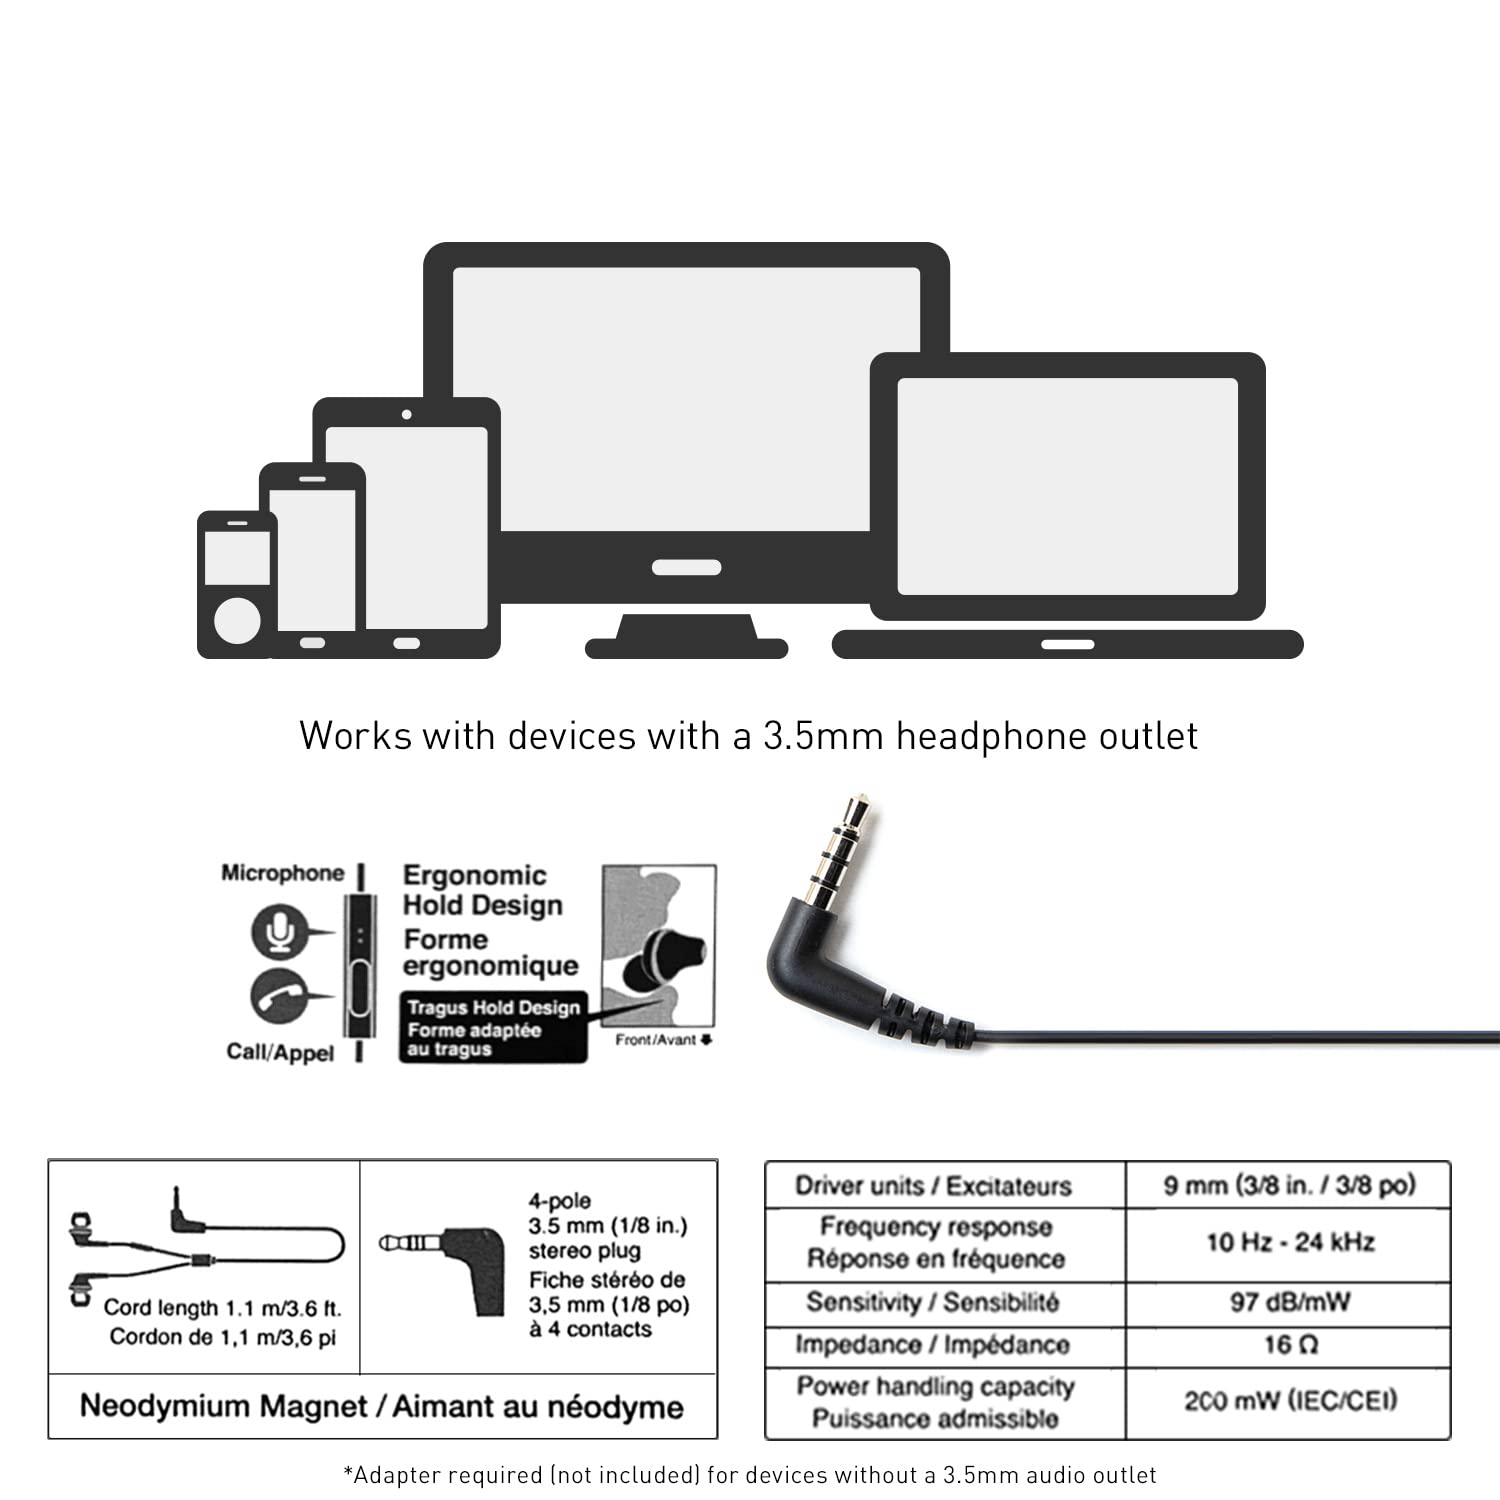 Works with devices with a 3.5mm headphone outlet
Microphone
Call/Appel
Ergonomic
Hold Design
Forme
ergonomique
Tragus Hold Design
Forme adaptée
au tragus
Front/Avant
Cord length 1.1 m/3.6 ft.
Cordon de 1,1 m/3,6 pi
4-pole
3.5 mm (1/8 in.)
stereo plug
Fiche stéréo de
3,5 mm (1/8 po)
à 4 contacts
Neodymium Magnet / Aimant au néodyme
Driver units / Excitateurs 9 mm (3/8 in. / 3/8 po)
Frequency response
Réponse en fréquence
10 Hz - 24 kHz
Sensitivity / Sensibilité 97 dB/mW
Impedance / Impédance 16 Ω
Power handling capacity
Puissance admissible
200 mW (IEC/CEI)
*Adapter required (not included) for devices without a 3.5mm audio outlet